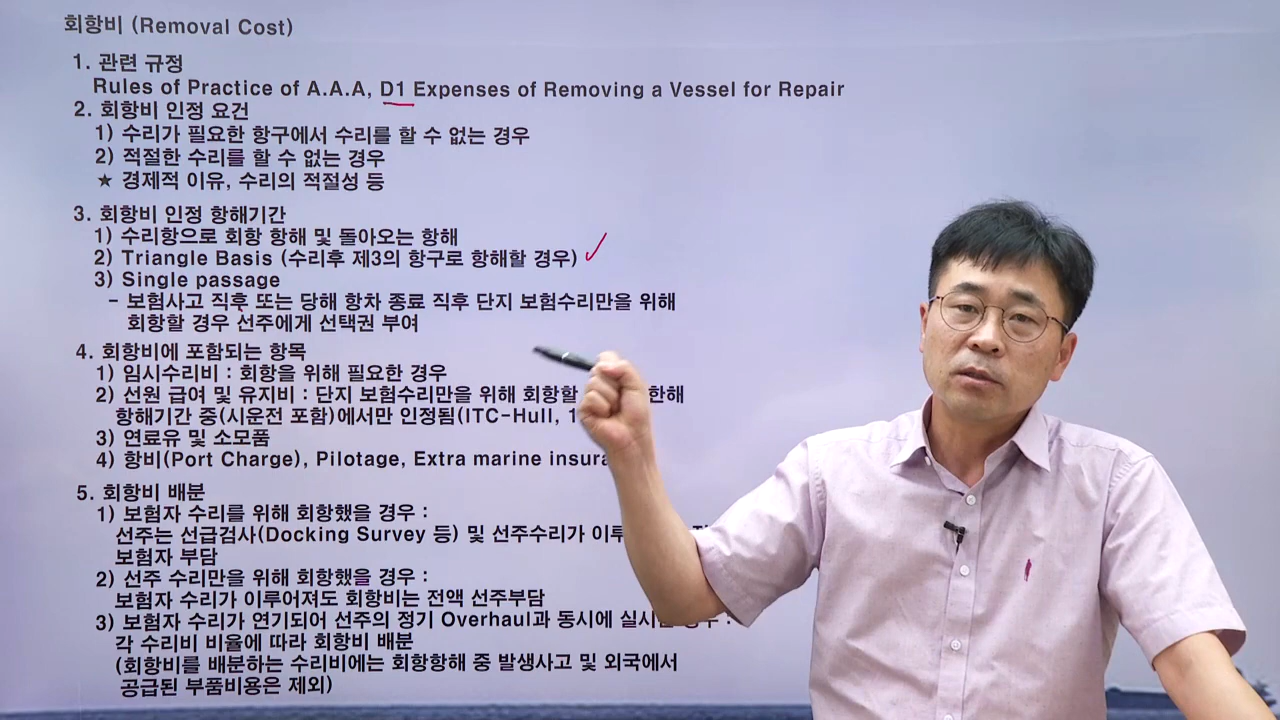 회항비 (Removal Cost)
1. 관련 규정
Rules of Practice of A.A.A, D1 Expenses of Removing a Vessel for Repair
2. 회항비 인정 요건
1) 수리가 필요한 항구에서 수리를 할 수 없는 경우
2) 적절한 수리를 할 수 없는 경우
★ 경제적 이유, 수리의 적절성 등
3. 회항비 인정 항해기간
1) 수리항으로 회항 항해 및 돌아오는 항해
2) Triangle Basis (수리후 제3의 항구로 항해할 경우)
3) Single passage
- 보험사고 직후 또는 당해 항차 종료 직후 단지 보험수리만을 위해
회항할 경우 선주에게 선택권 부여
4. 회항비에 포함되는 항목
1) 임시수리비 : 회항을 위해 필요한 경우
2) 선원 급여 및 유지비 : 단지 보험수리만을 위해 회항할 한해
항해기간 중(시운전 포함)에서만 인정됨(ITC-Hull,
3) 연료유 및 소모품
4) 항비(Port Charge), Pilotage, Extra marine
5. 회항비 배분
1) 보험자 수리를 위해 회항했을 경우 :
선주는 선급검사(Docking Survey 등) 및 선주수리가
보험자 부담
2) 선주 수리만을 위해 회항했을 경우 :
보험자 수리가 이루어져도 회항비는 전액 선주부담
3) 보험자 수리가 연기되어 선주의 정기 Overhaul과 동시에 :
각 수리비 비율에 따라 회항비 배분
(회항비를 배분하는 수리비에는 회항항해 중 발생사고 및 외국에서
공급된 부품비용은 제외)